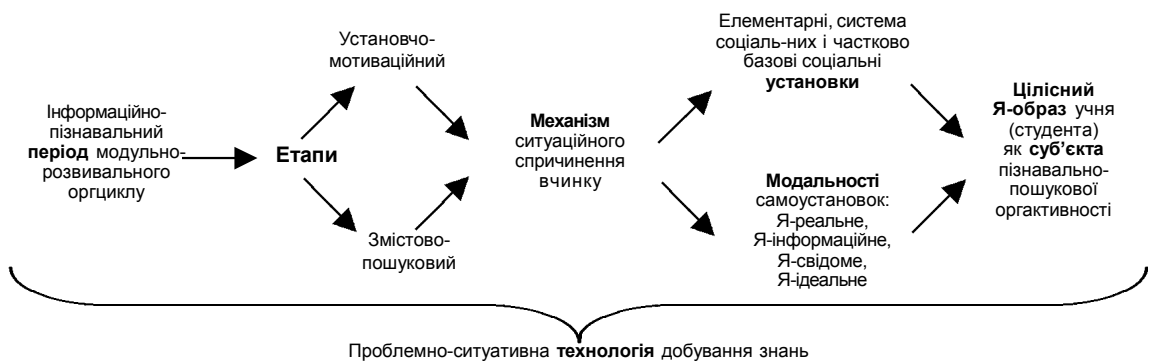 Інформаційно-
пізнавальний
період модульно-
розвивального
оргциклу
Етапи
Установчо-
мотиваційний
Змістово-
пошуковий
Механізм
ситуаційного
спричинення
вчинку
Елементарні, система
соціаль-них і частково
базові соціальні
установки
Модальності
самоустановок:
Я-реальне,
Я-інформаційне,
Я-свідоме,
Я-ідеальне
Цілісний
Я-образ учня
(студента)
як суб’єкта
пізнавально-
пошукової
оргактивності
Проблемно-ситуативна технологія добування знань